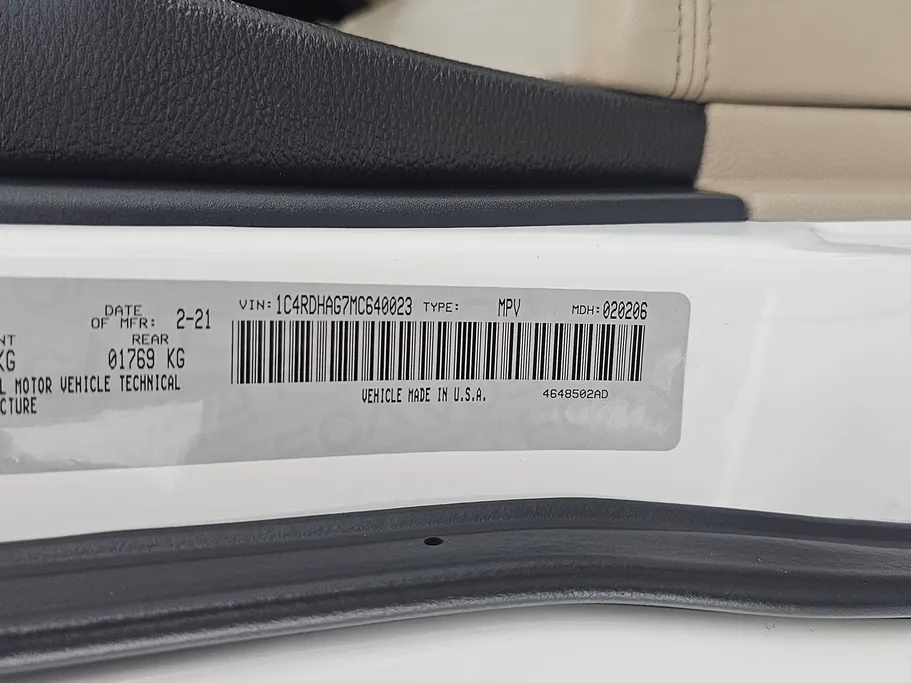 DATE
OF MFR: 2-21
VIN: 1C4RDHAG7MC640023 TYPE: MPV MDH: 020206
NT REAR
KG 01769 KG
L MOTOR VEHICLE TECHNICAL
CTURE
VEHICLE MADE IN U.S.A. 4648502AD